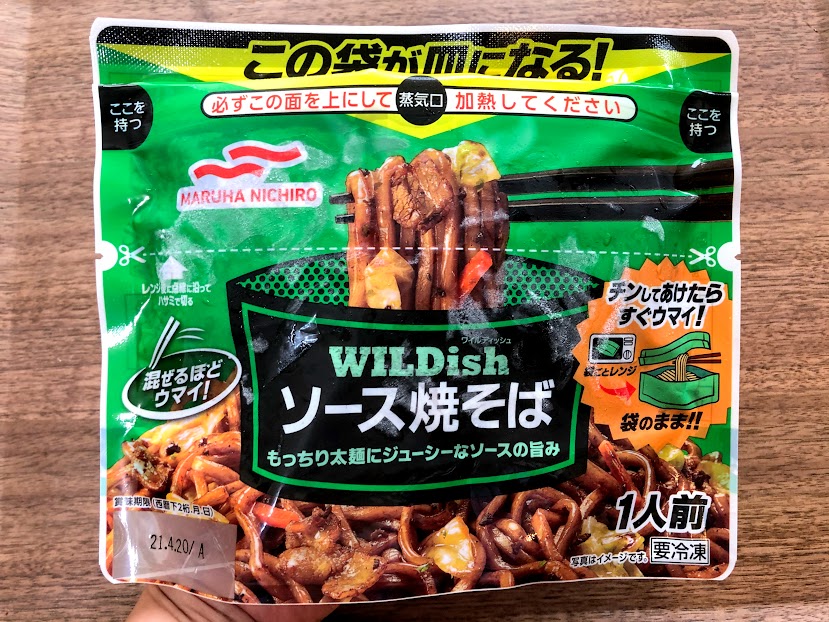 この袋が皿になる!
ここを
持つ
必ずこの面を上にして 蒸気口 加熱してください
ここを
持つ
MARUHA NICHIRO
レンジ後に点線に沿って
ハサミで切る
混ぜるほど
ウマイ!
チンしてあけたら
すぐウマイ!
袋ごとレンジ
袋のまま!!
ワイルディッシュ
WILDish
ソース焼そば
もっちり太麺にジューシーなソースの旨み
賞味期限(西暦下2桁.月.日)
21.4.20/A
1人前
写真はイメージです。
要冷凍